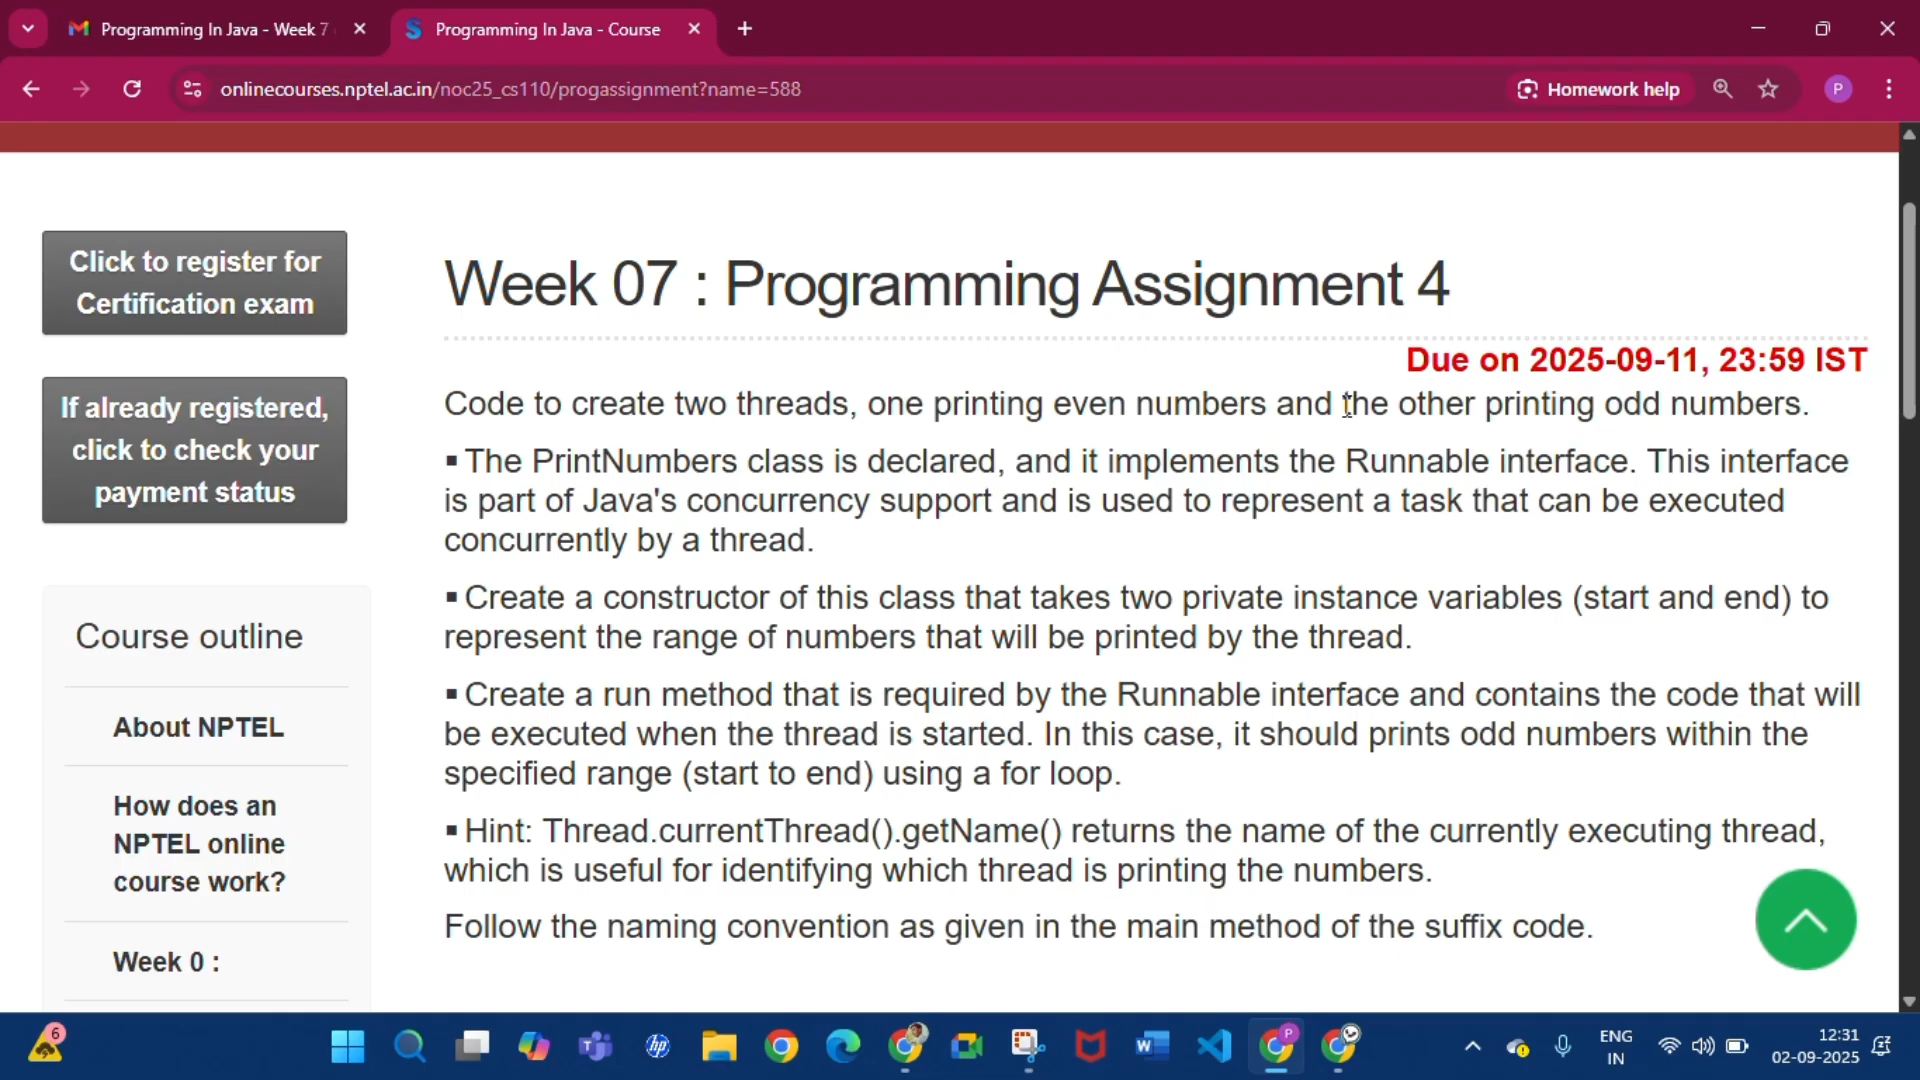 Programming In Java - Week 7
Programming In Java - Course
onlinecourses.nptel.ac.in/noc25_cs110/progassignment?name=588
Homework help
P
Click to register for
Certification exam
If already registered,
click to check your
payment status
Course outline
About NPTEL
How does an
NPTEL online
course work?
Week 0 :
Week 07 : Programming Assignment 4
Due on 2025-09-11, 23:59 IST
Code to create two threads, one printing even numbers and the other printing odd numbers.
▪ The PrintNumbers class is declared, and it implements the Runnable interface. This interface
is part of Java's concurrency support and is used to represent a task that can be executed
concurrently by a thread.
▪ Create a constructor of this class that takes two private instance variables (start and end) to
represent the range of numbers that will be printed by the thread.
▪ Create a run method that is required by the Runnable interface and contains the code that will
be executed when the thread is started. In this case, it should prints odd numbers within the
specified range (start to end) using a for loop.
▪ Hint: Thread.currentThread().getName() returns the name of the currently executing thread,
which is useful for identifying which thread is printing the numbers.
Follow the naming convention as given in the main method of the suffix code.
6
hp
W
P
ENG
IN
12:31
02-09-2025